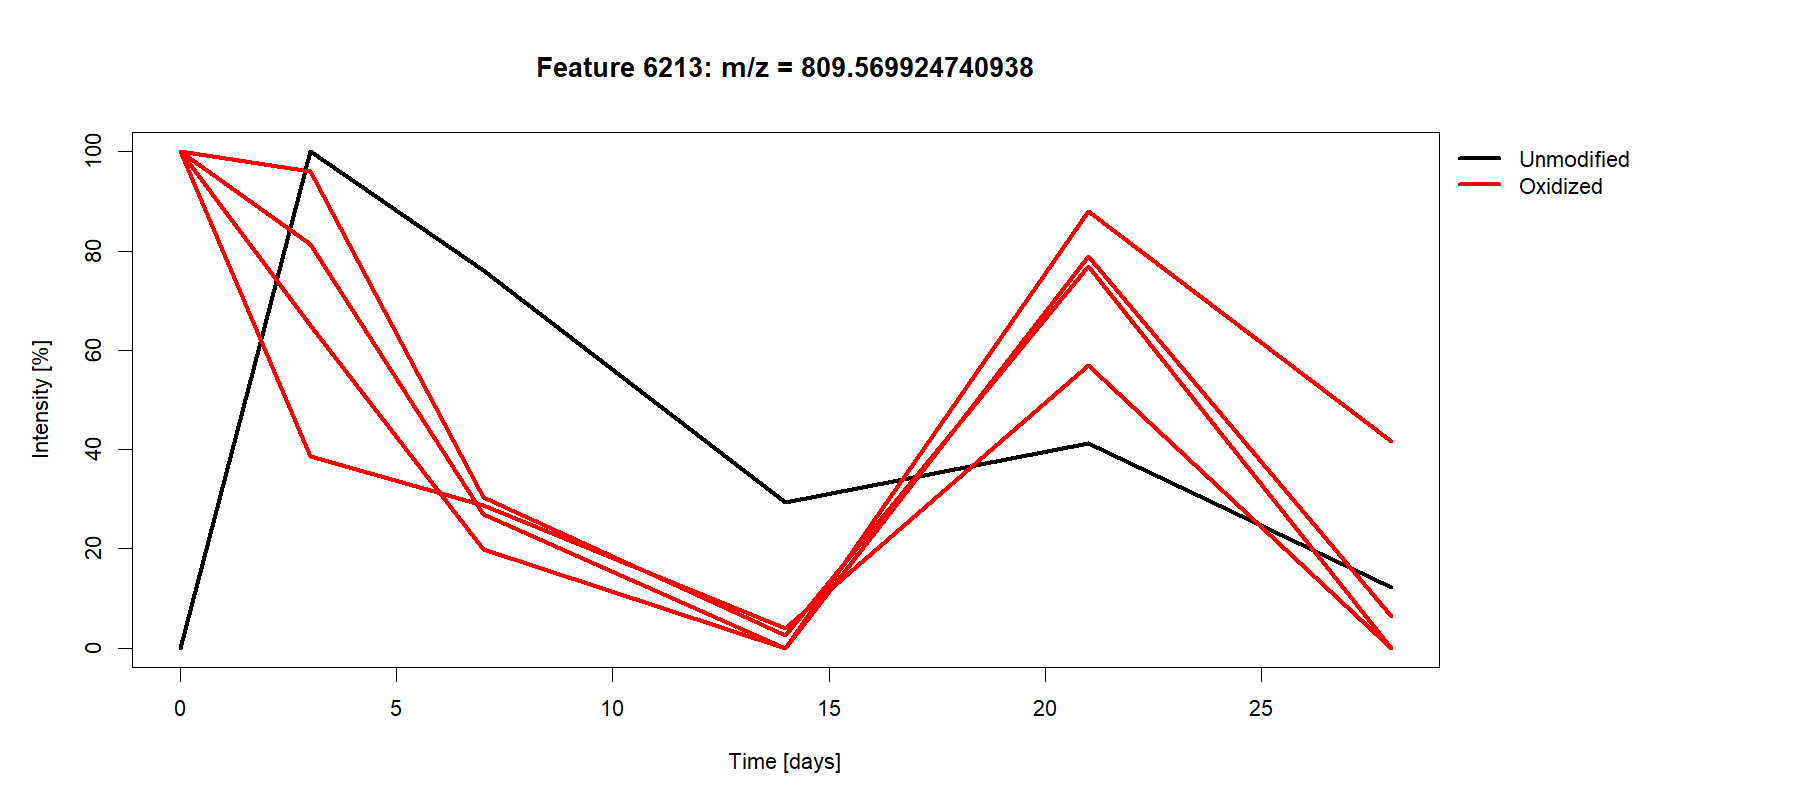 Feature 6213: m/z = 809.569924740938
Unmodified
Oxidized
100
80
60
40
20
0
Intensity [%]
0 5 10 15 20 25
Time [days]